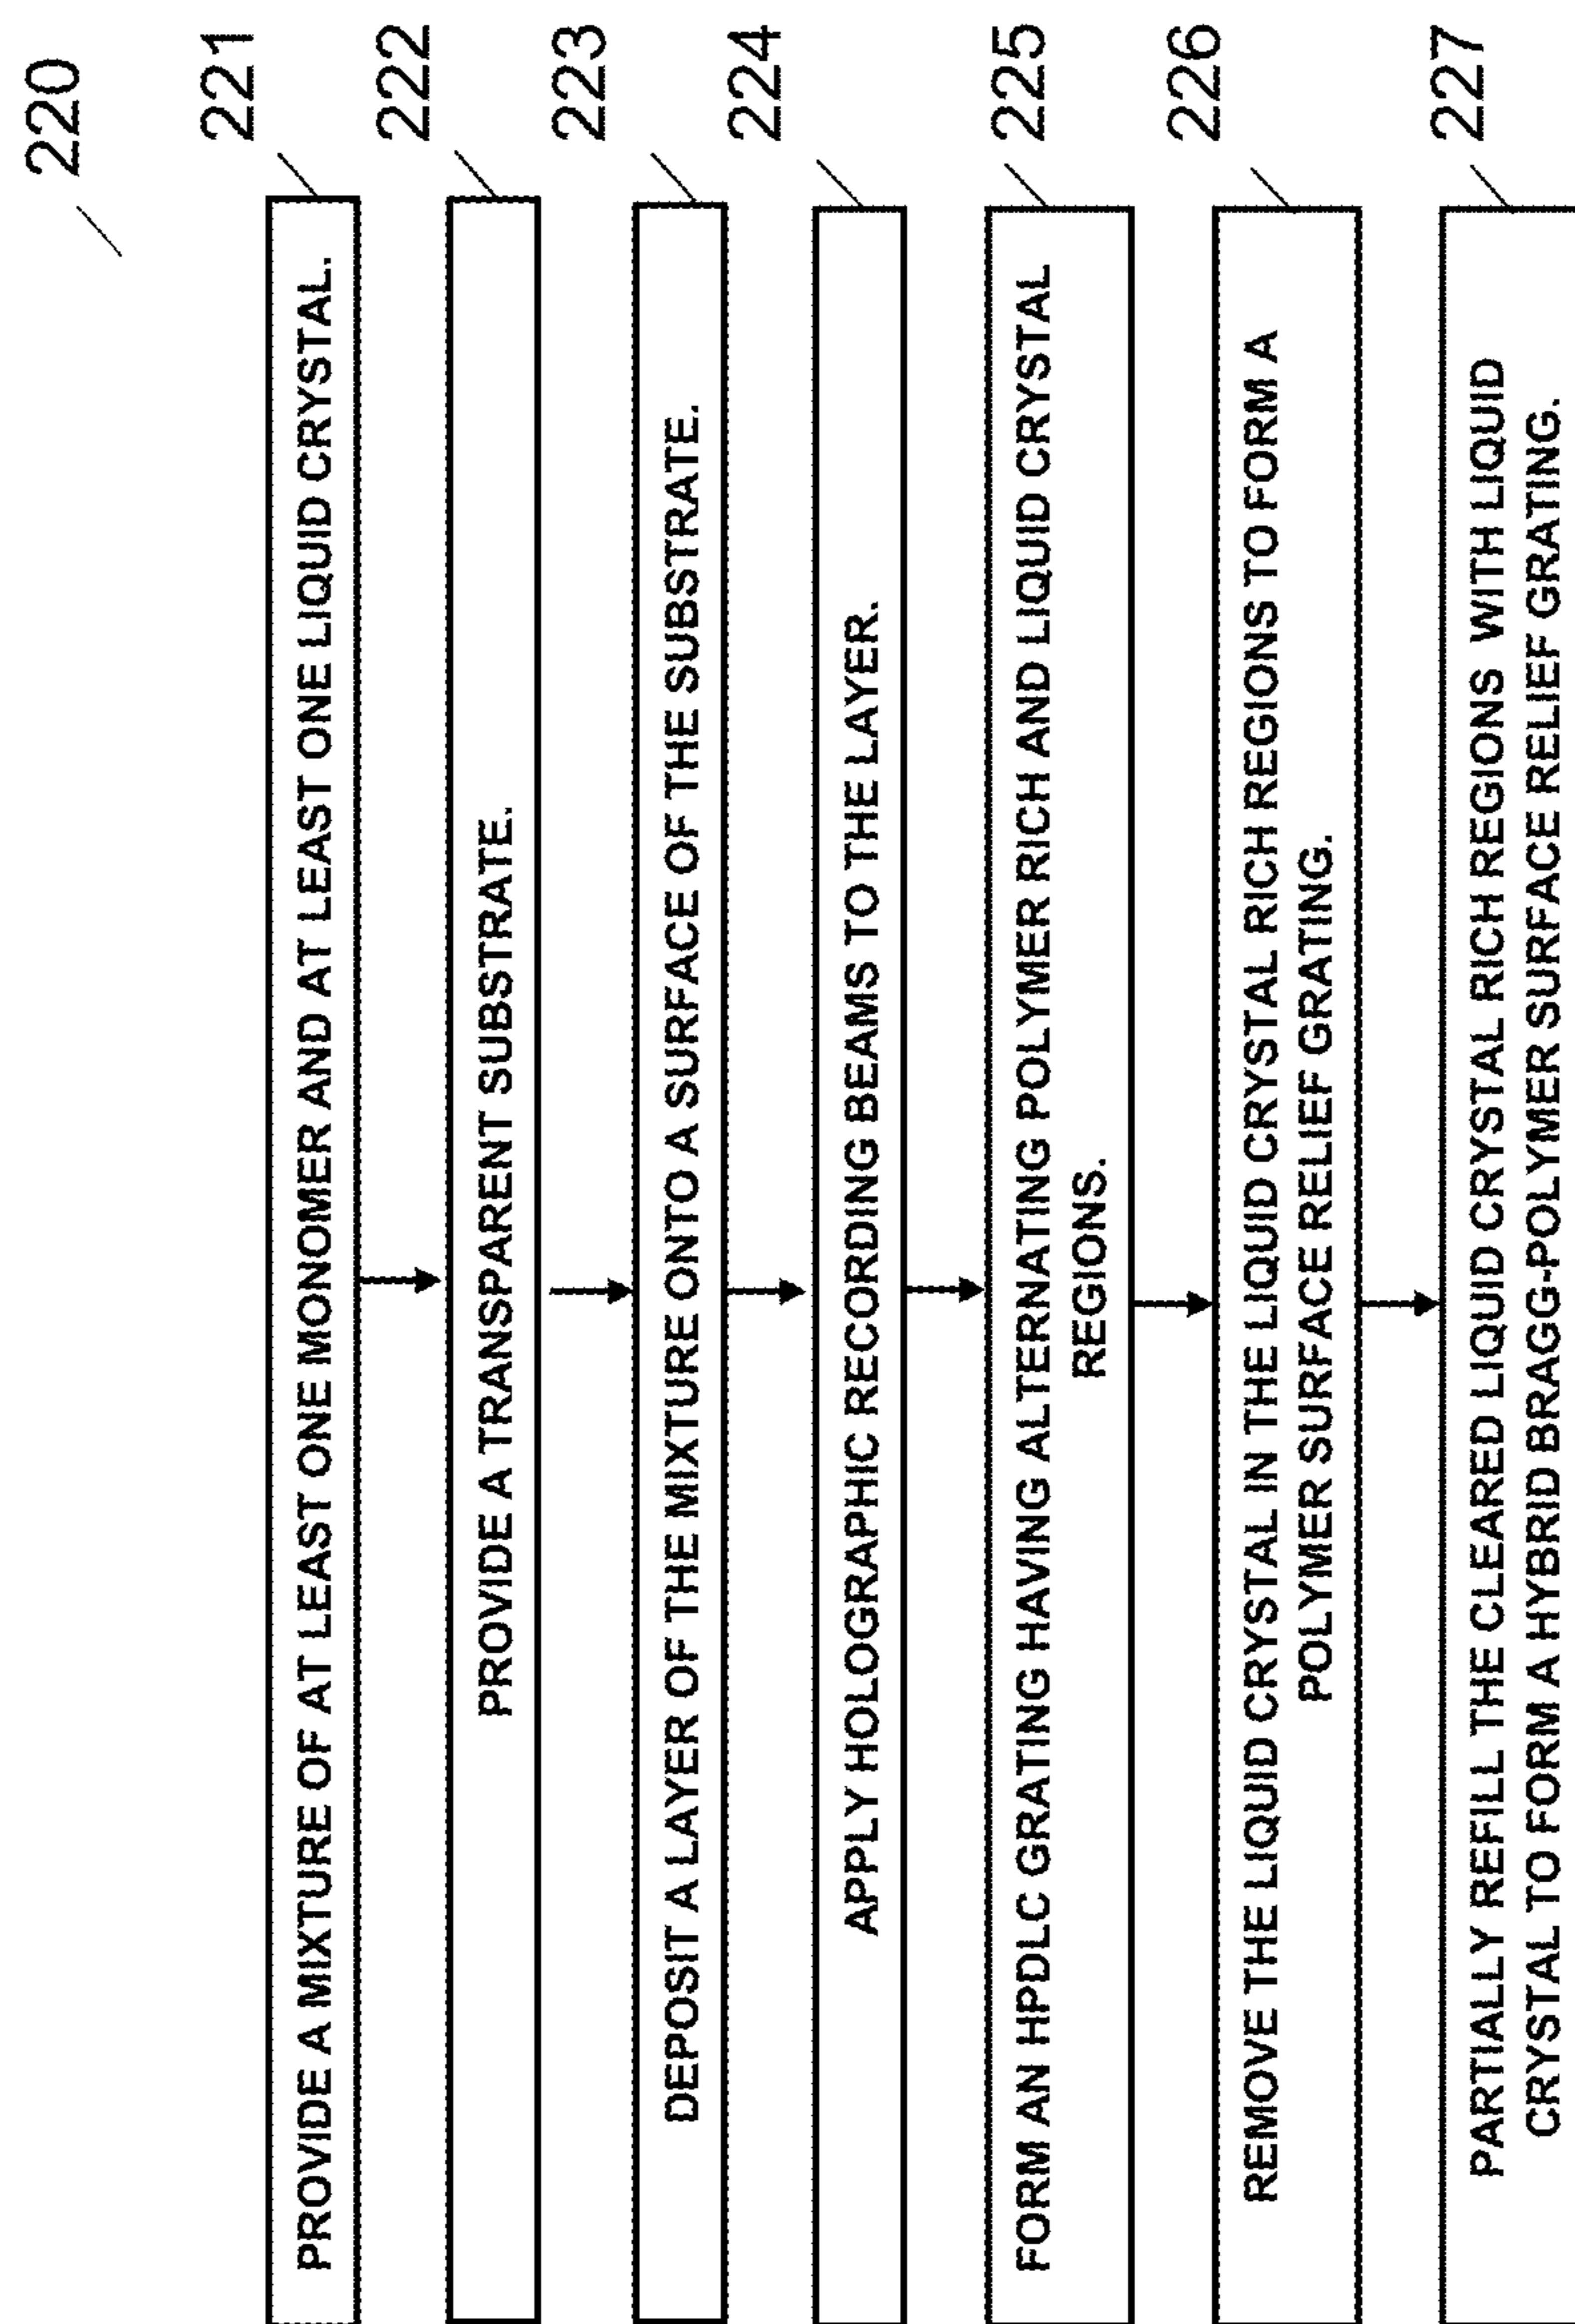 220
PROVIDE A MIXTURE OF AT LEAST ONE MONOMER AND AT LEAST ONE LIQUID CRYSTAL.
221
PROVIDE A TRANSPARENT SUBSTRATE.
222
DEPOSIT A LAYER OF THE MIXTURE ONTO A SURFACE OF THE SUBSTRATE.
223
APPLY HOLOGRAPHIC RECORDING BEAMS TO THE LAYER.
224
FORM AN HPDLC GRATING HAVING ALTERNATING POLYMER RICH AND LIQUID CRYSTAL
REGIONS.
225
REMOVE THE LIQUID CRYSTAL IN THE LIQUID CRYSTAL RICH REGIONS TO FORM A
POLYMER SURFACE RELIEF GRATING.
226
PARTIALLY REFILL THE CLEARED LIQUID CRYSTAL RICH REGIONS WITH LIQUID
CRYSTAL TO FORM A HYBRID BRAGG-POLYMER SURFACE RELIEF GRATING.
227